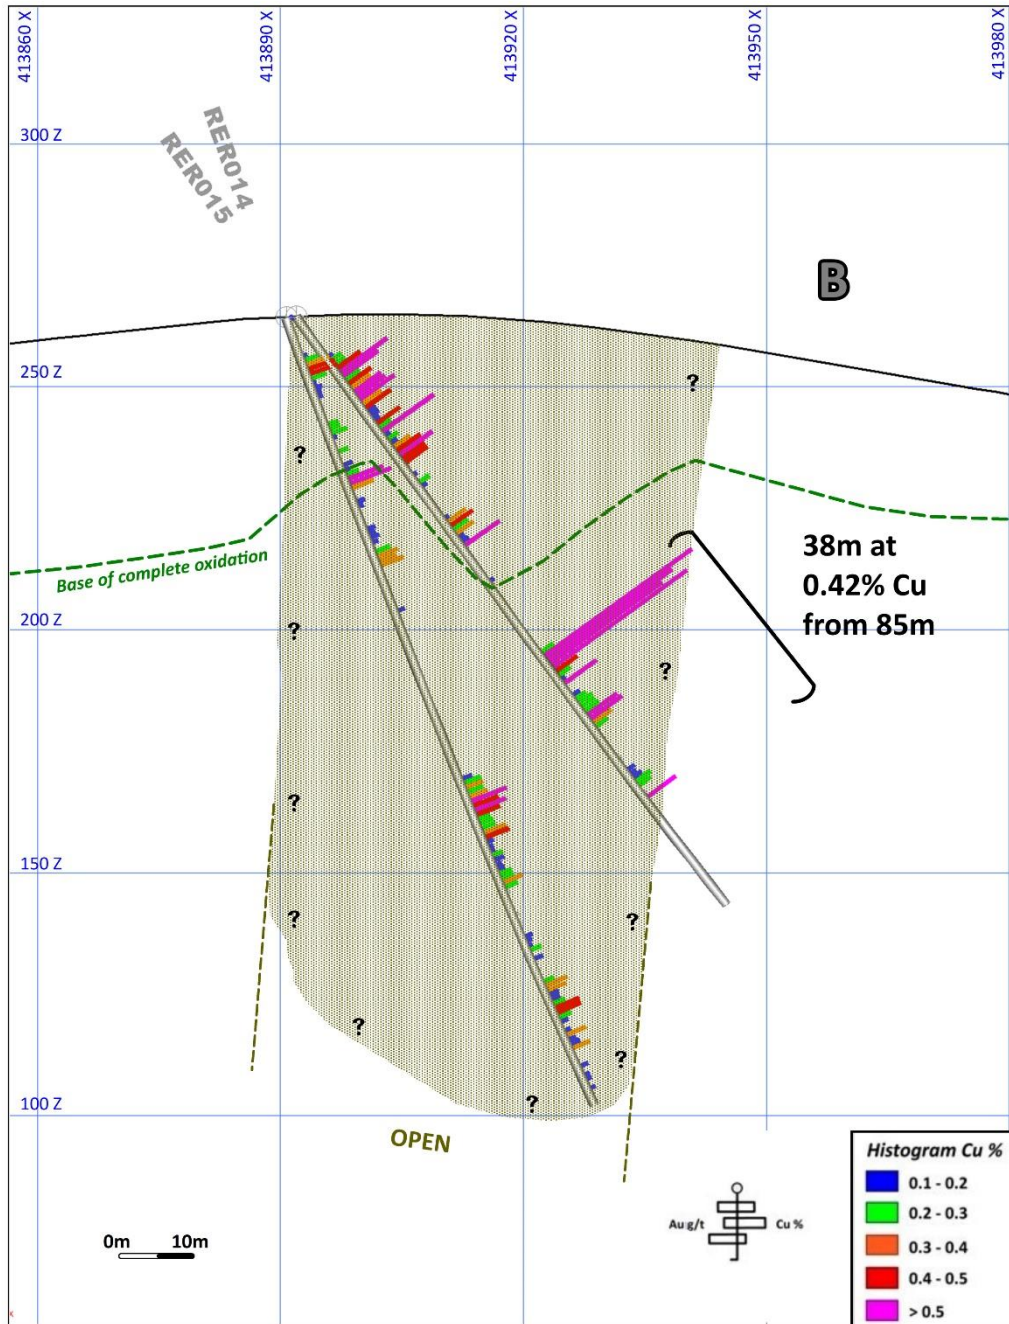 413860 X
413890 X
413920 X
413950 X
413980 X
300 Z
RER014
RER015
B
250 Z
?
?
Base of complete oxidation
38m at
0.42% Cu
from 85m
200 Z
?
?
?
150 Z
?
?
?
?
100 Z
?
OPEN
Histogram Cu %
0.1 - 0.2
0.2 - 0.3
0.3 - 0.4
0.4 - 0.5
> 0.5
Au g/t
Cu %
0m 10m
x